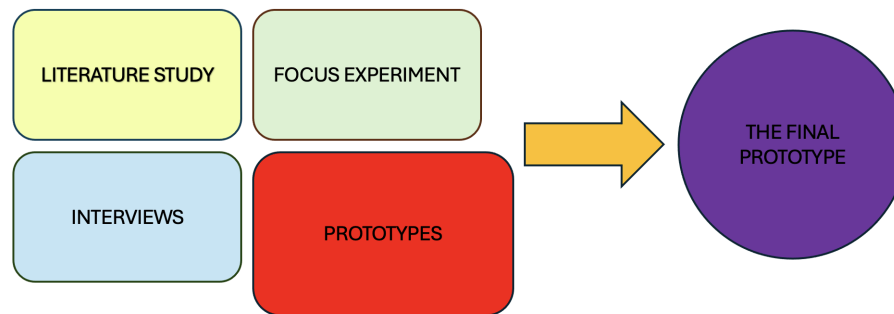 LITERATURE STUDY
FOCUS EXPERIMENT
INTERVIEWS
PROTOTYPES
THE FINAL
PROTOTYPE